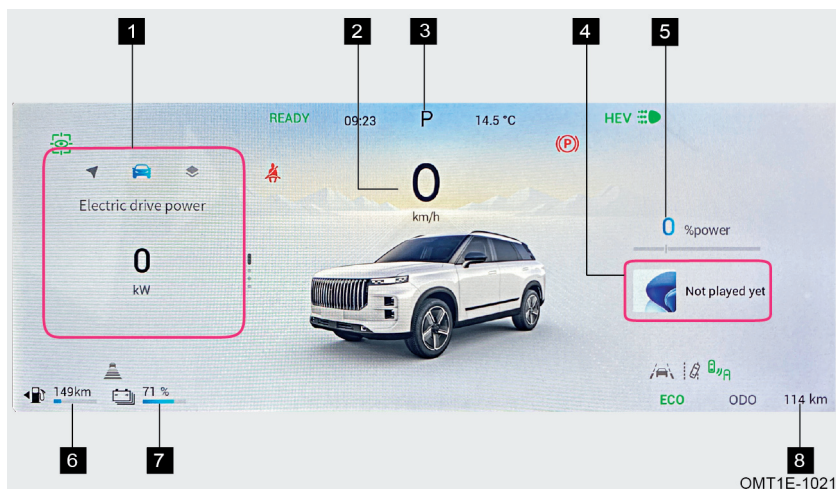 1
2
3
4
5
READY
09:23
P
14.5 °C
HEV
P
0
km/h
Electric drive power
0
kW
0 %power
Not played yet
149km
71 %
ECO
ODO
114 km
A
6
7
8
OMT1E-1021